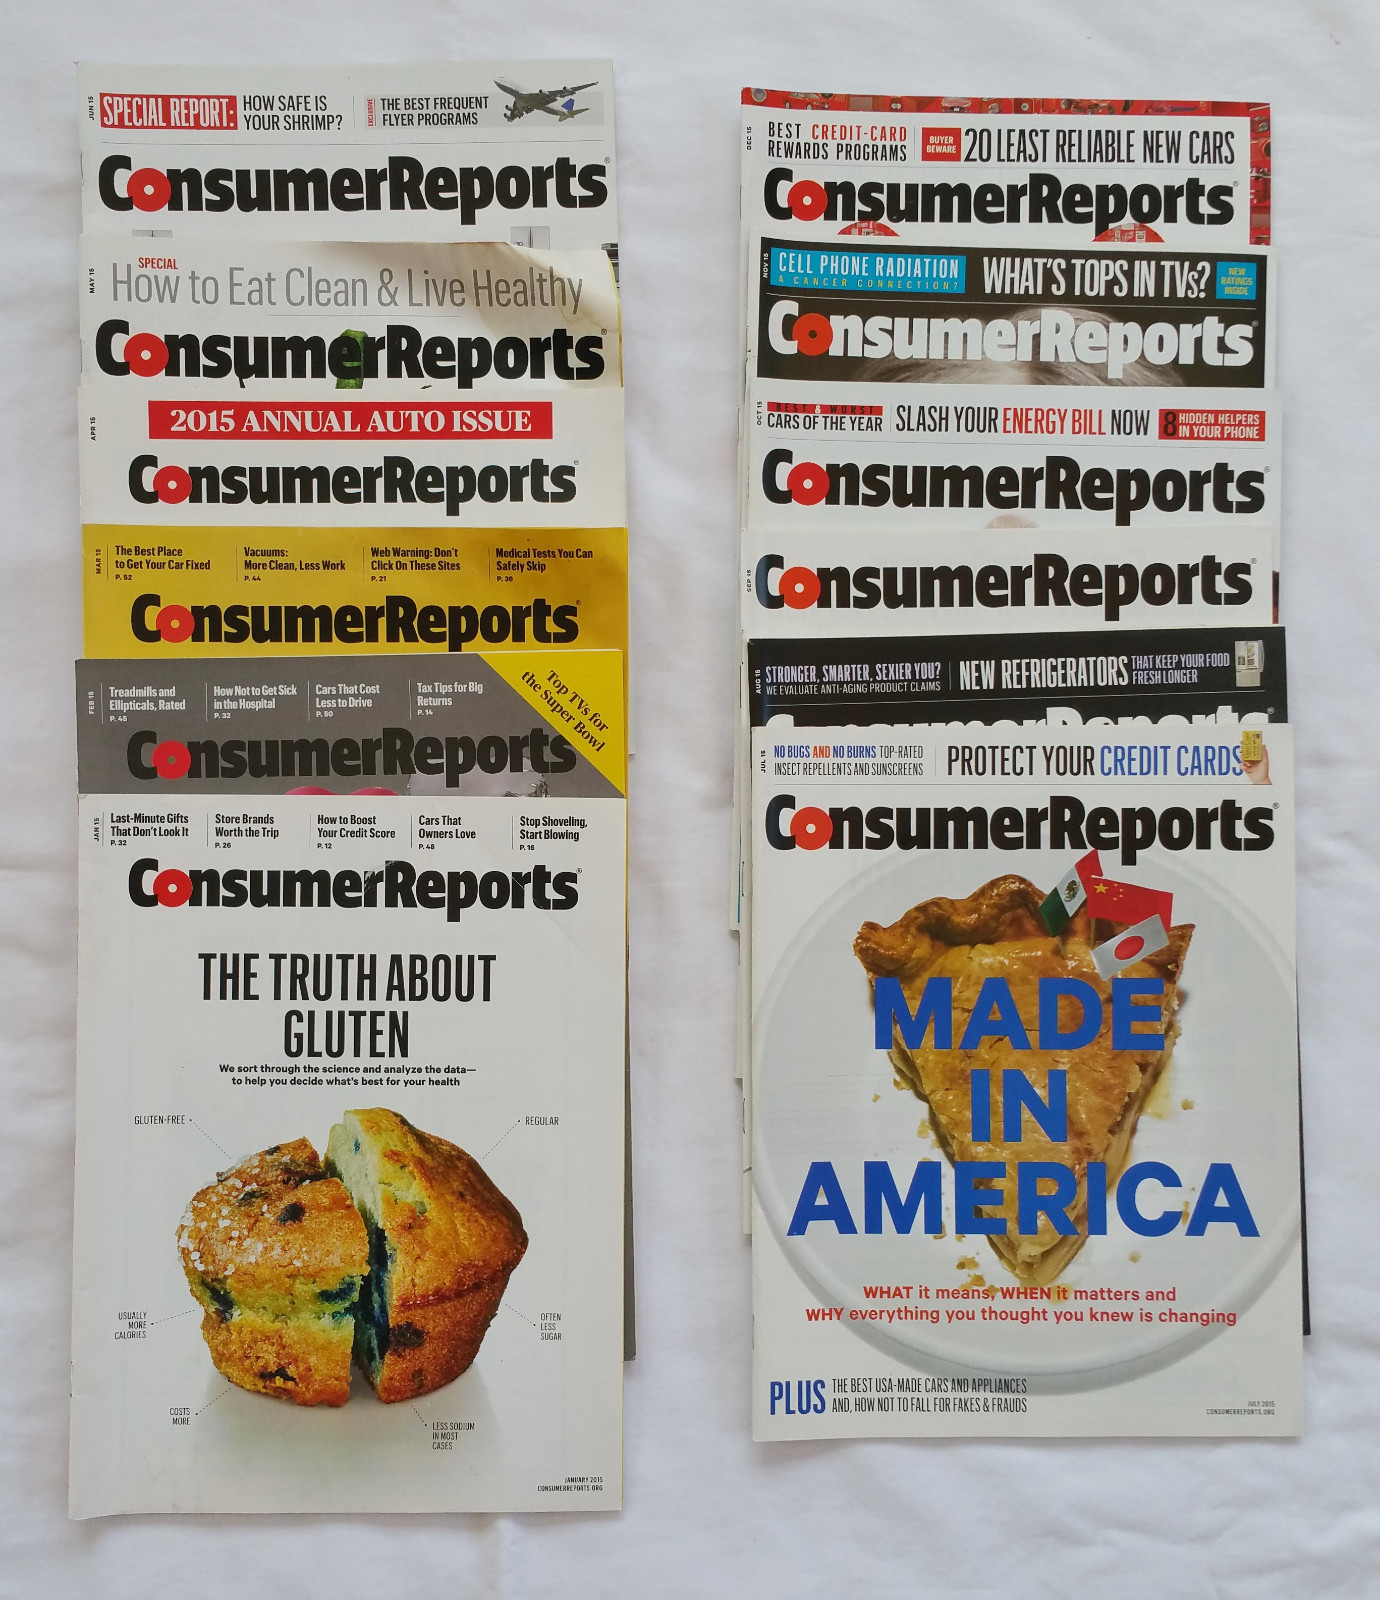 JUN 15
SPECIAL REPORT:
HOW SAFE IS
YOUR SHRIMP?
EXCLUSIVE
THE BEST FREQUENT
FLYER PROGRAMS
ConsumerReports®
MAY 15
SPECIAL
How to Eat Clean & Live Healthy
ConsumerReports®
APR 15
2015 ANNUAL AUTO ISSUE
ConsumerReports®
MAR 15
The Best Place
to Get Your Car Fixed
P. 52
Vacuums:
More Clean, Less Work
P. 44
Web Warning: Don't
Click On These Sites
P. 21
Medical Tests You Can
Safely Skip
P. 36
ConsumerReports®
FEB 15
Treadmills and
Ellipticals, Rated
P. 45
How Not to Get Sick
in the Hospital
P. 32
Cars That Cost
Less to Drive
P. 50
Tax Tips for Big
Returns
P. 14
Top TVs for
the Super Bowl
ConsumerReports
JAN 15
Last-Minute Gifts
That Don't Look It
P. 32
Store Brands
Worth the Trip
P. 26
How to Boost
Your Credit Score
P. 12
Cars That
Owners Love
P. 48
Stop Shoveling,
Start Blowing
P. 16
ConsumerReports®
THE TRUTH ABOUT
GLUTEN
We sort through the science and analyze the data—
to help you decide what's best for your health
GLUTEN-FREE
REGULAR
USUALLY
MORE
CALORIES
OFTEN
LESS
SUGAR
COSTS
MORE
LESS SODIUM
IN MOST
CASES
JANUARY 2015
CONSUMERREPORTS.ORG
DEC 15
BEST CREDIT-CARD
REWARDS PROGRAMS
BUYER
BEWARE
20 LEAST RELIABLE NEW CARS
ConsumerReports®
NOV 15
CELL PHONE RADIATION
A CANCER CONNECTION?
WHAT'S TOPS IN TVs?
NEW
RATINGS
INSIDE
ConsumerReports®
OCT 15
BEST & WORST
CARS OF THE YEAR
SLASH YOUR ENERGY BILL NOW
8 HIDDEN HELPERS
IN YOUR PHONE
ConsumerReports®
SEP 15
ConsumerReports®
AUG 15
STRONGER, SMARTER, SEXIER YOU?
WE EVALUATE ANTI-AGING PRODUCT CLAIMS
NEW REFRIGERATORS
THAT KEEP YOUR FOOD
FRESH LONGER
ConsumerReports
JUL 15
NO BUGS AND NO BURNS TOP-RATED
INSECT REPELLENTS AND SUNSCREENS
PROTECT YOUR CREDIT CARDS
ConsumerReports®
MADE
IN
AMERICA
WHAT it means, WHEN it matters and
WHY everything you thought you knew is changing
PLUS
THE BEST USA-MADE CARS AND APPLIANCES
AND, HOW NOT TO FALL FOR FAKES & FRAUDS
JULY 2015
CONSUMERREPORTS.ORG